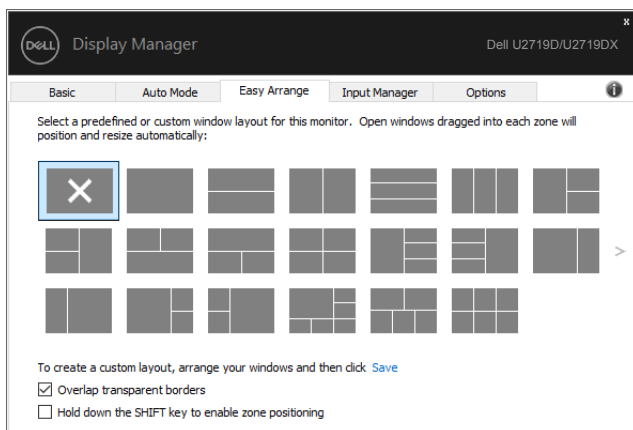 x
DELL Display Manager Dell U2719D/U2719DX
Basic Auto Mode Easy Arrange Input Manager Options i
Select a predefined or custom window layout for this monitor. Open windows dragged into each zone will
position and resize automatically:
>
To create a custom layout, arrange your windows and then click Save
Overlap transparent borders
Hold down the SHIFT key to enable zone positioning